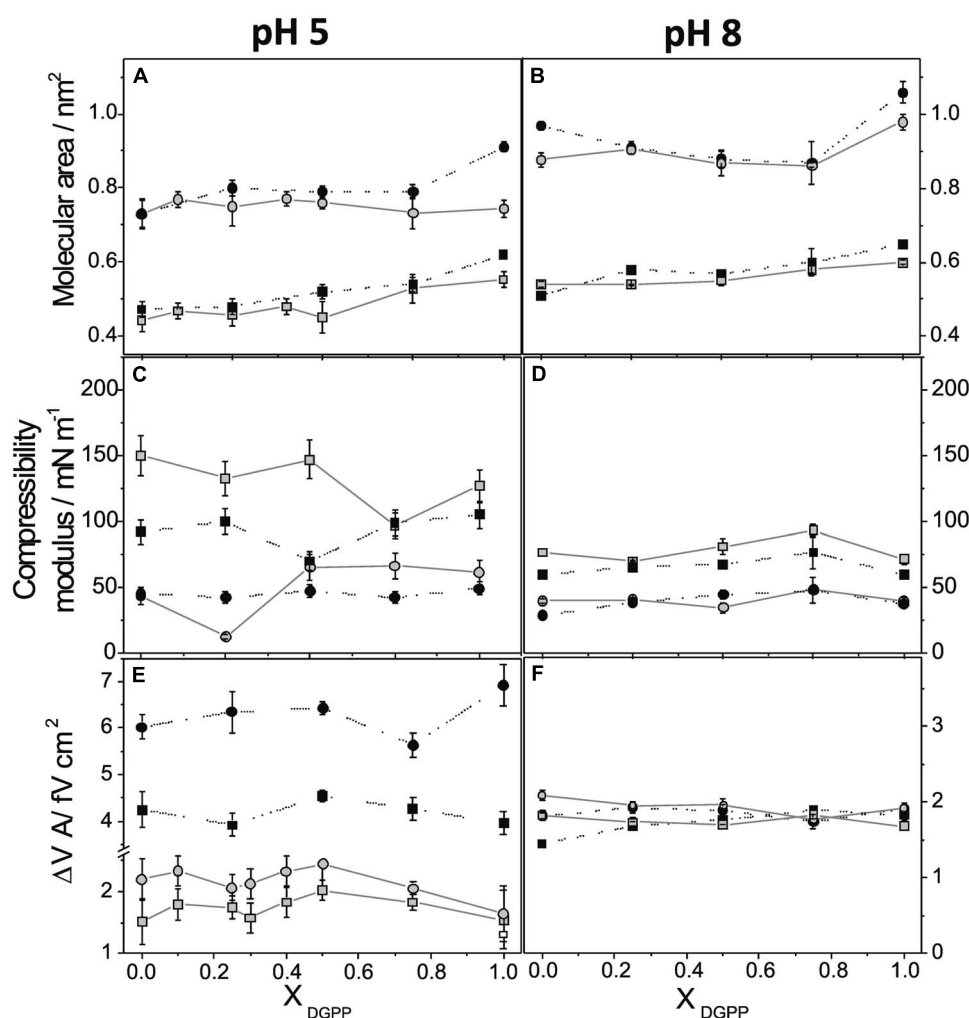 pH 5 pH 8
A B
Molecular area / nm²
1.0 1.0
0.8 0.8
0.6 0.6
0.4 0.4
C D
Compressibility
modulus / mN m⁻¹
200 200
150 150
100 100
50 50
0 0
E F
ΔV A/ fV cm²
7
6
5
4
2
1
3
2
1
0
0.0 0.2 0.4 0.6 0.8 1.0 0.0 0.2 0.4 0.6 0.8 1.0
X DGPP X DGPP